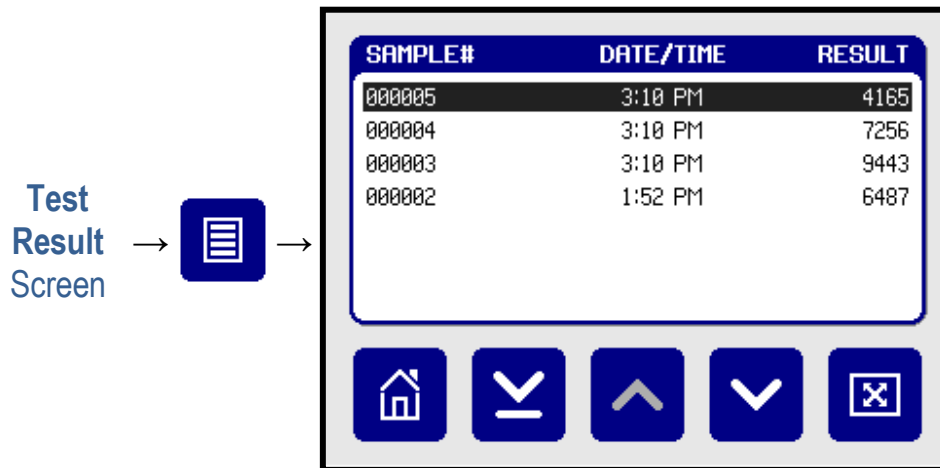 Test
Result
Screen
→
→
SAMPLE# DATE/TIME RESULT
000005 3:10 PM 4165
000004 3:10 PM 7256
000003 3:10 PM 9443
000002 1:52 PM 6487